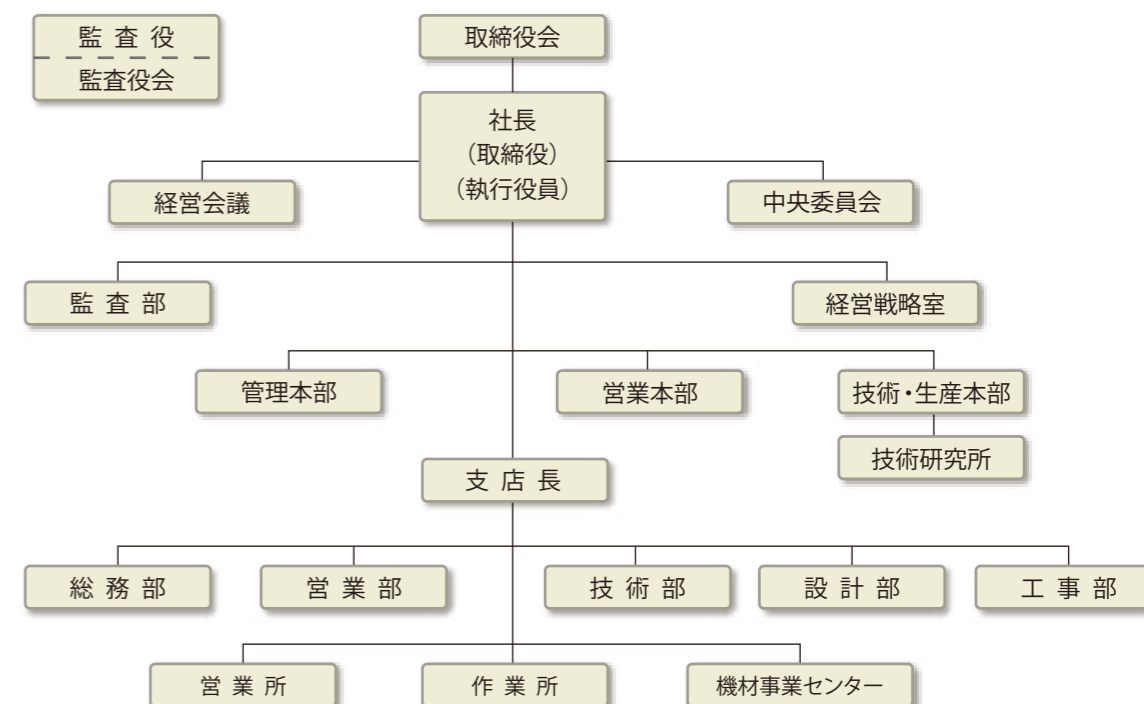 監査役
監査役会
取締役会
社長
（取締役）
（執行役員）
経営会議
中央委員会
監査部
経営戦略室
管理本部
営業本部
技術・生産本部
技術研究所
支店長
総務部
営業部
技術部
設計部
工事部
営業所
作業所
機材事業センター